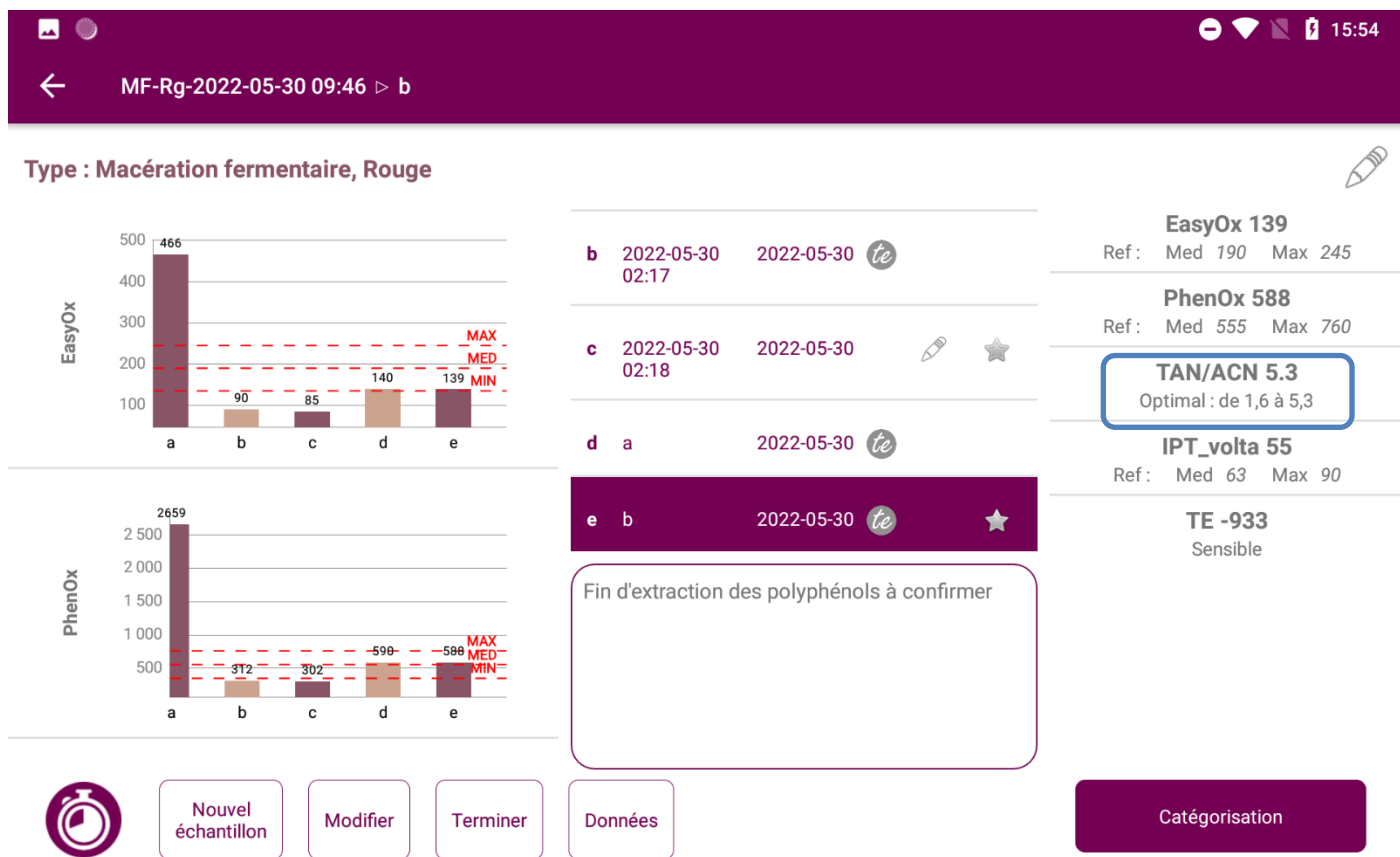 15:54
MF-Rg-2022-05-30 09:46 ▷ b
Type : Macération fermentaire, Rouge
EasyOx
500
400
300
200
100
466
90
85
140
139
MAX
MED
MIN
a b c d e
PhenOx
2 500
2 000
1 500
1 000
500
2659
312
302
590
588
MAX
MED
MIN
a b c d e
b 2022-05-30 2022-05-30 te
02:17
c 2022-05-30 2022-05-30
02:18
d a 2022-05-30 te
e b 2022-05-30 te
Fin d'extraction des polyphénols à confirmer
EasyOx 139
Ref : Med 190 Max 245
PhenOx 588
Ref : Med 555 Max 760
TAN/ACN 5.3
Optimal : de 1,6 à 5,3
IPT_volta 55
Ref : Med 63 Max 90
TE -933
Sensible
Nouvel
échantillon
Modifier
Terminer
Données
Catégorisation